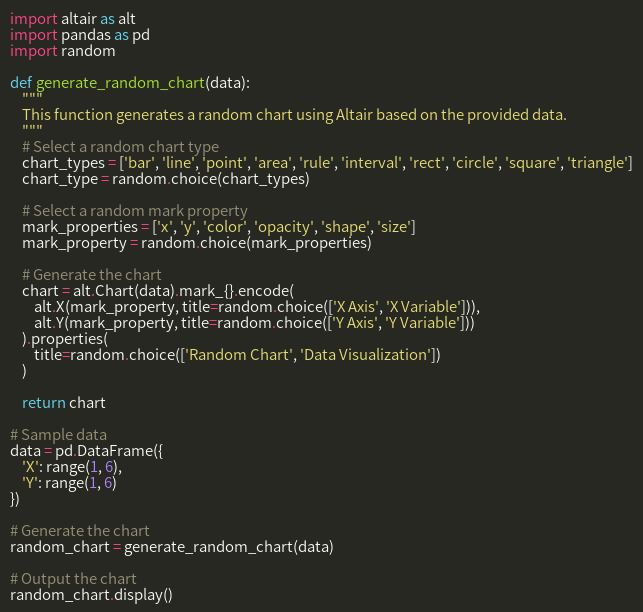 import altair as alt
import pandas as pd
import random
def generate_random_chart(data):
"""
This function generates a random chart using Altair based on the provided data.
"""
# Select a random chart type
chart_types = ['bar', 'line', 'point', 'area', 'rule', 'interval', 'rect', 'circle', 'square', 'triangle']
chart_type = random.choice(chart_types)
# Select a random mark property
mark_properties = ['x', 'y', 'color', 'opacity', 'shape', 'size']
mark_property = random.choice(mark_properties)
# Generate the chart
chart = alt.Chart(data).mark_{}.encode(
alt.X(mark_property, title=random.choice(['X Axis', 'X Variable'])),
alt.Y(mark_property, title=random.choice(['Y Axis', 'Y Variable']))
).properties(
title=random.choice(['Random Chart', 'Data Visualization'])
)
return chart
# Sample data
data = pd.DataFrame({
'X': range(1, 6),
'Y': range(1, 6)
})
# Generate the chart
random_chart = generate_random_chart(data)
# Output the chart
random_chart.display()